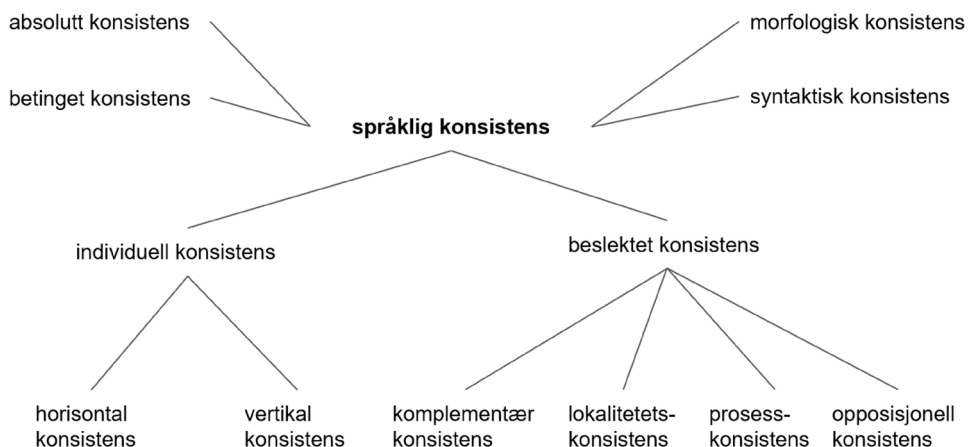 absolutt konsistens
morfologisk konsistens
betinget konsistens
syntaktisk konsistens
språklig konsistens
individuell konsistens
beslektet konsistens
horisontal
konsistens
vertikal
konsistens
komplementær
konsistens
lokalitets-
konsistens
prosess-
konsistens
opposisjonell
konsistens